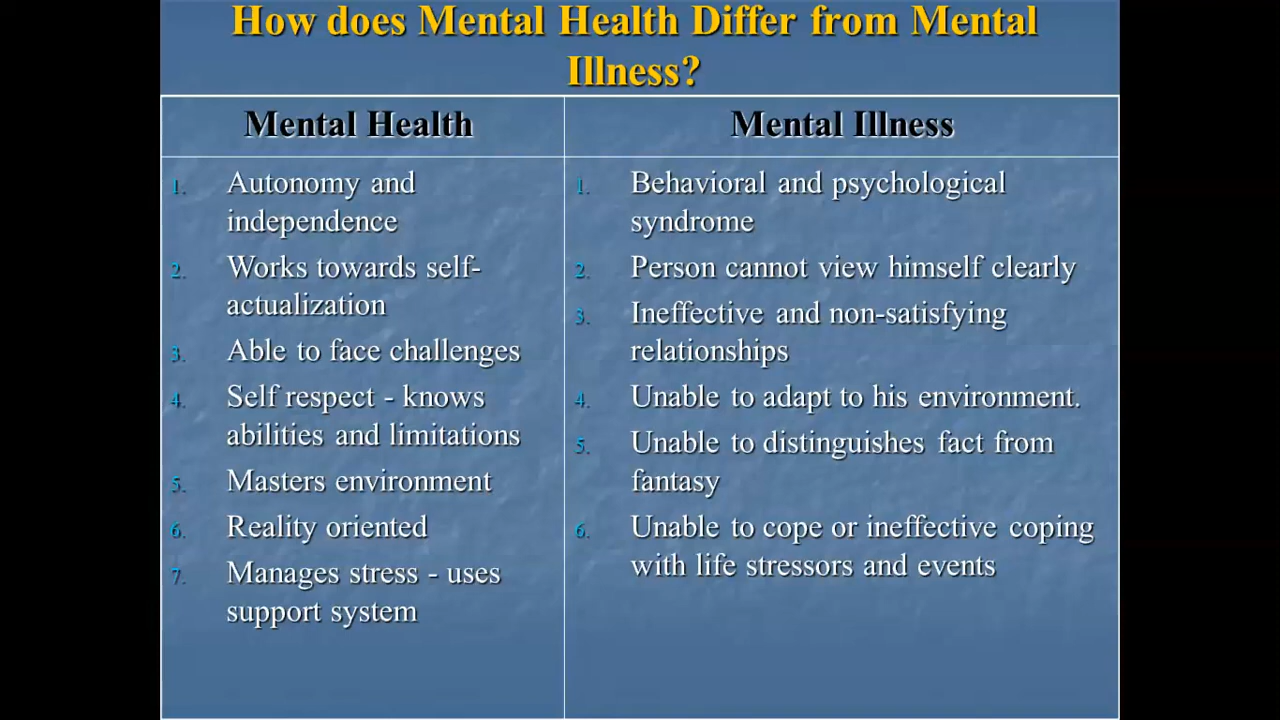 How does Mental Health Differ from Mental
Illness?
Mental Health
1. Autonomy and
independence
2. Works towards self-
actualization
3. Able to face challenges
4. Self respect - knows
abilities and limitations
5. Masters environment
6. Reality oriented
7. Manages stress - uses
support system
Mental Illness
1. Behavioral and psychological
syndrome
2. Person cannot view himself clearly
3. Ineffective and non-satisfying
relationships
4. Unable to adapt to his environment.
5. Unable to distinguishes fact from
fantasy
6. Unable to cope or ineffective coping
with life stressors and events